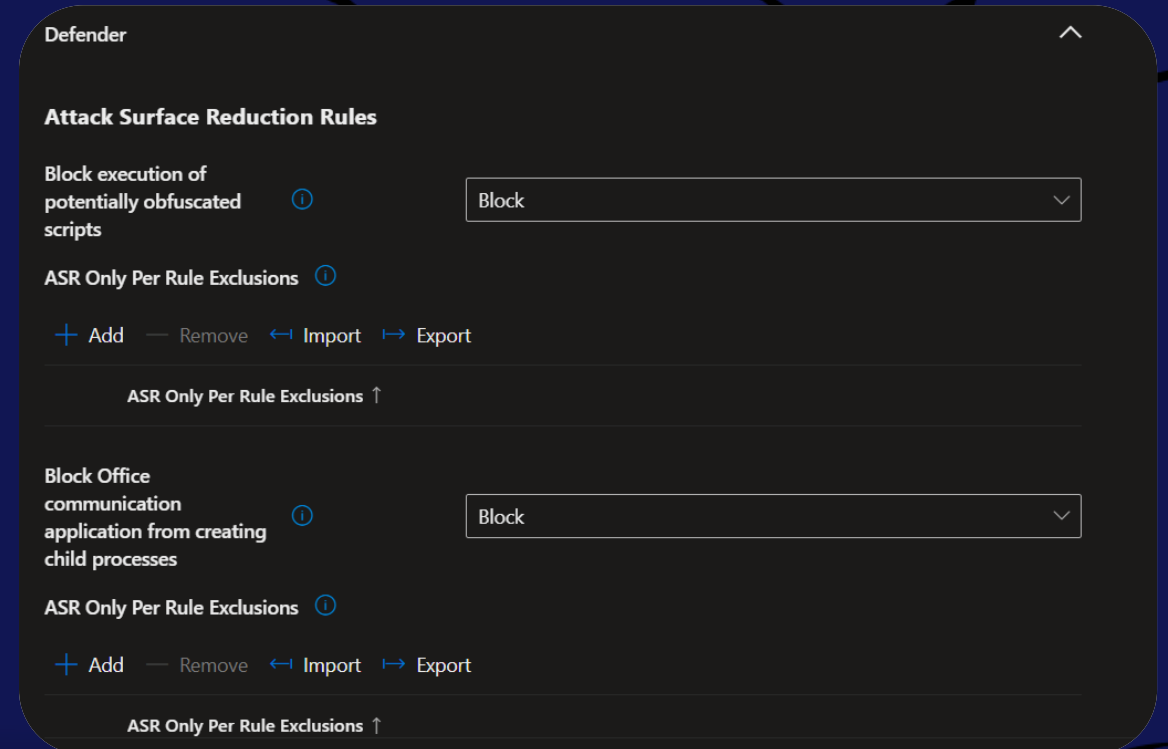 Defender
Attack Surface Reduction Rules
Block execution of
potentially obfuscated
scripts
Block
ASR Only Per Rule Exclusions
Add Remove Import Export
ASR Only Per Rule Exclusions ↑
Block Office
communication
application from creating
child processes
Block
ASR Only Per Rule Exclusions
Add Remove Import Export
ASR Only Per Rule Exclusions ↑